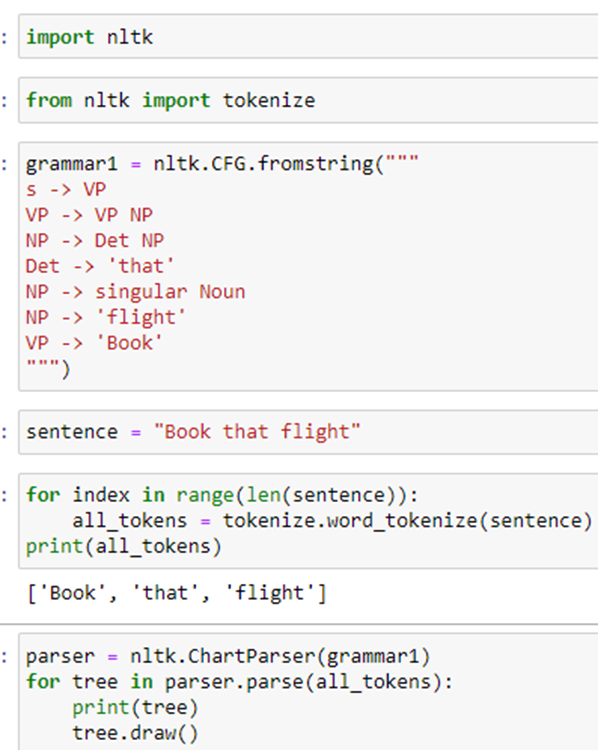 : import nltk
: from nltk import tokenize
: grammar1 = nltk.CFG.fromstring("""
s -> VP
VP -> VP NP
NP -> Det NP
Det -> 'that'
NP -> singular Noun
NP -> 'flight'
VP -> 'Book'
""")
: sentence = "Book that flight"
: for index in range(len(sentence)):
    all_tokens = tokenize.word_tokenize(sentence)
print(all_tokens)
['Book', 'that', 'flight']
: parser = nltk.ChartParser(grammar1)
for tree in parser.parse(all_tokens):
    print(tree)
    tree.draw()